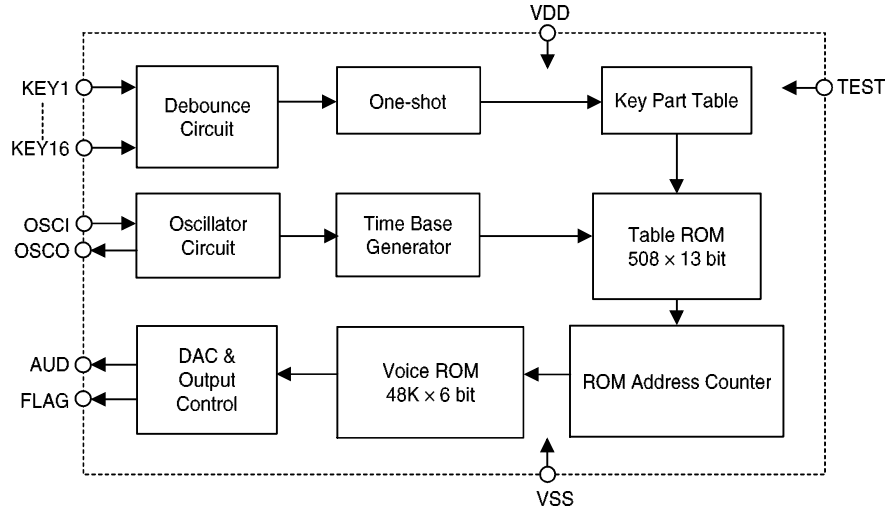 VDD
KEY1
KEY16
Debounce
Circuit
One-shot
Key Part Table
TEST
OSCI
OSCO
Oscillator
Circuit
Time Base
Generator
Table ROM
508 × 13 bit
AUD
FLAG
DAC &
Output
Control
Voice ROM
48K × 6 bit
ROM Address Counter
VSS